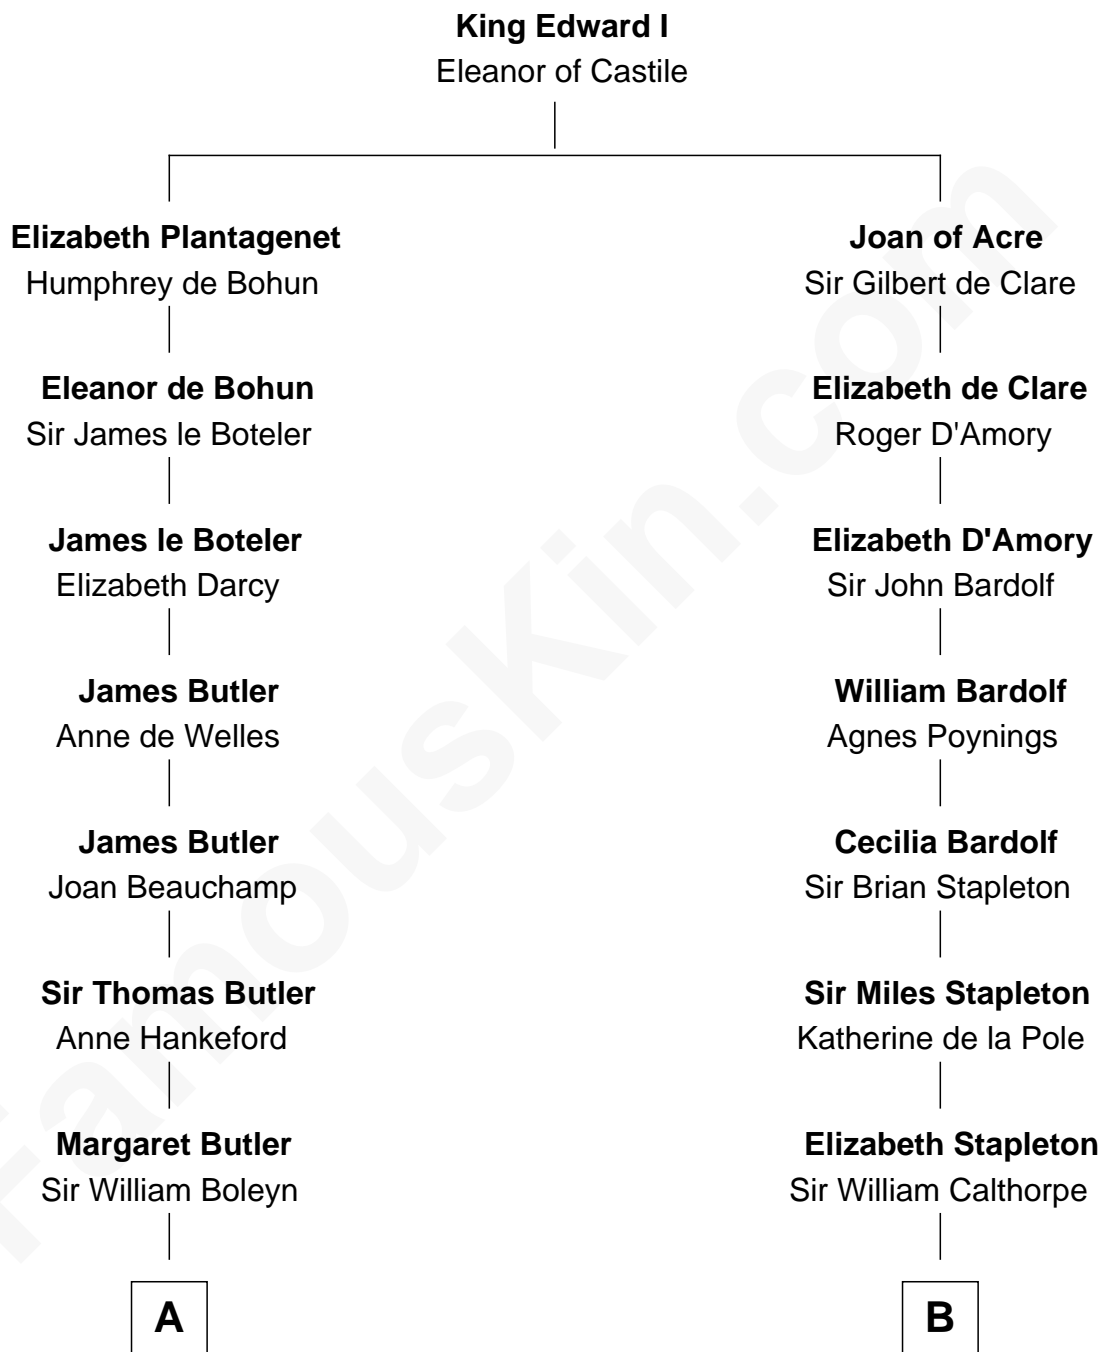 King Edward I
Eleanor of Castile
Elizabeth Plantagenet
Humphrey de Bohun
Joan of Acre
Sir Gilbert de Clare
Eleanor de Bohun
Sir James le Boteler
Elizabeth de Clare
Roger D'Amory
James le Boteler
Elizabeth Darcy
Elizabeth D'Amory
Sir John Bardolf
James Butler
Anne de Welles
William Bardolf
Agnes Poynings
James Butler
Joan Beauchamp
Cecilia Bardolf
Sir Brian Stapleton
Sir Thomas Butler
Anne Hankeford
Sir Miles Stapleton
Katherine de la Pole
Margaret Butler
Sir William Boleyn
Elizabeth Stapleton
Sir William Calthorpe
A
B
FamousKin.com